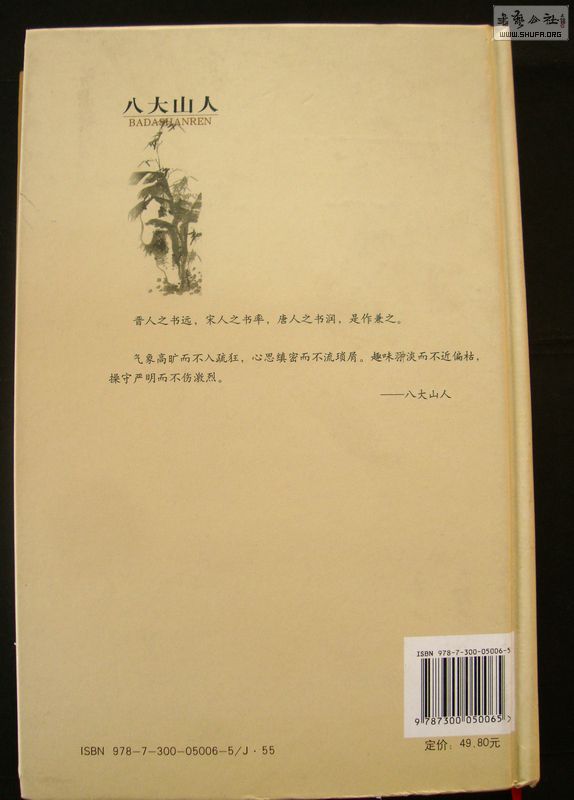 书艺公社
www.SHUFA.ORG
八大山人
BADASHANREN
晋人之书远，宋人之书率，唐人之书润，是作兼之。
气象高旷而不入疏狂，心思缜密而不流琐屑。趣味冲淡而不近偏枯，
操守严明而不伤激烈。
——八大山人
ISBN 978-7-300-05006-5
9 787300 050065
定价：49.80元
ISBN 978-7-300-05006-5/J·55